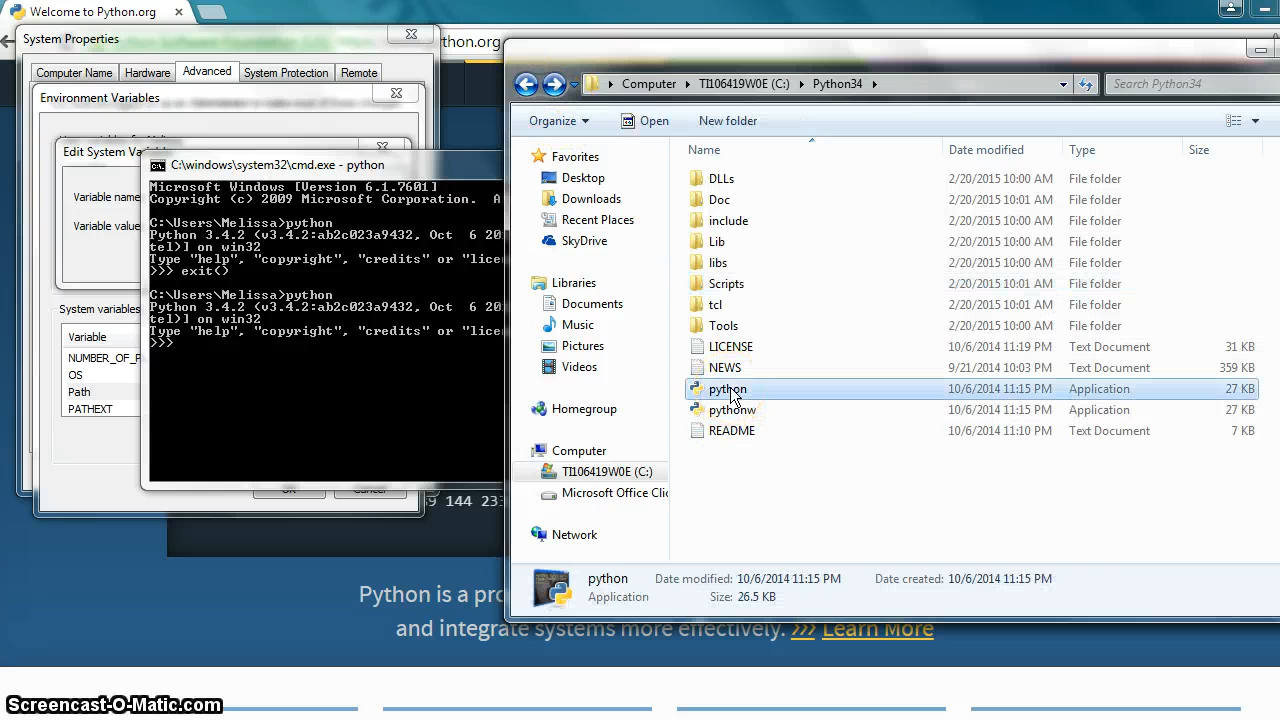 Welcome to Python.org
System Properties
thon.org
Computer Name Hardware Advanced System Protection Remote
Environment Variables
Edit System Varia
Variable name
Variable value
System variables
Variable
NUMBER_OF_P
OS
Path
PATHEXT
C:\windows\system32\cmd.exe - python
Microsoft Windows [Version 6.1.7601]
Copyright (c) 2009 Microsoft Corporation. A
C:\Users\Melissa>python
Python 3.4.2 (v3.4.2:ab2c023a9432, Oct 6 20
tel)] on win32
Type "help", "copyright", "credits" or "lice
>>> exit()
C:\Users\Melissa>python
Python 3.4.2 (v3.4.2:ab2c023a9432, Oct 6 20
tel)] on win32
Type "help", "copyright", "credits" or "lice
>>>
Cancel
9 144 23
Computer TI106419W0E (C:) Python34
Search Python34
Organize Open New folder
Favorites
Desktop
Downloads
Recent Places
SkyDrive
Libraries
Documents
Music
Pictures
Videos
Homegroup
Computer
TI106419W0E (C:)
Microsoft Office Clic
Network
Name Date modified Type Size
DLLs 2/20/2015 10:00 AM File folder
Doc 2/20/2015 10:01 AM File folder
include 2/20/2015 10:00 AM File folder
Lib 2/20/2015 10:00 AM File folder
libs 2/20/2015 10:00 AM File folder
Scripts 2/20/2015 10:01 AM File folder
tcl 2/20/2015 10:01 AM File folder
Tools 2/20/2015 10:00 AM File folder
LICENSE 10/6/2014 11:19 PM Text Document 31 KB
NEWS 9/21/2014 10:03 PM Text Document 359 KB
python 10/6/2014 11:15 PM Application 27 KB
pythonw 10/6/2014 11:15 PM Application 27 KB
README 10/6/2014 11:10 PM Text Document 7 KB
python Date modified: 10/6/2014 11:15 PM Date created: 10/6/2014 11:15 PM
Application Size: 26.5 KB
Python is a pro
and integrate systems more effectively. >>> Learn More
Screencast-O-Matic.com